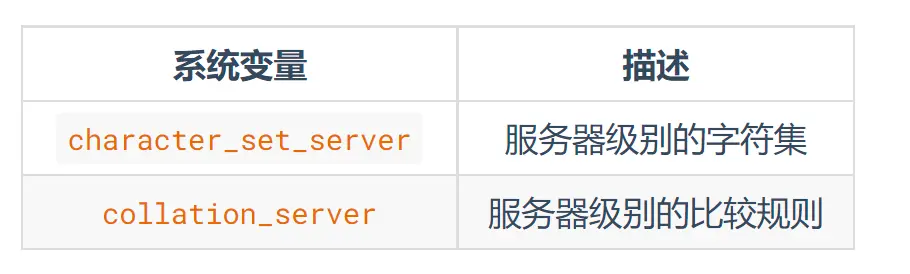 系统变量 描述
character_set_server 服务器级别的字符集
collation_server 服务器级别的比较规则